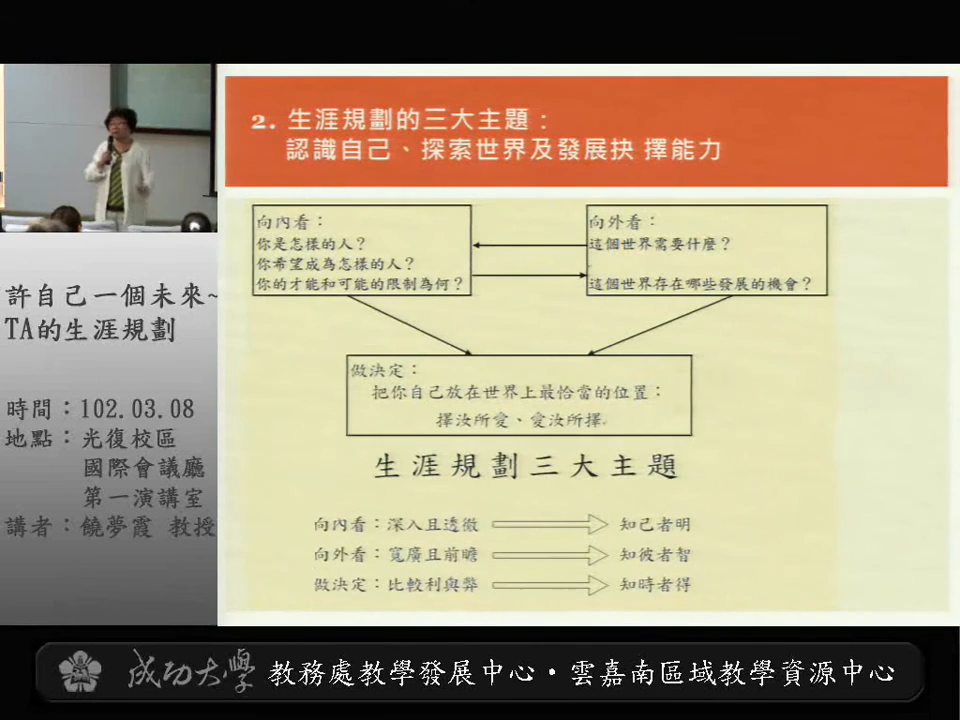 2. 生涯規劃的三大主題：
認識自己、探索世界及發展抉 擇能力
向內看：
你是怎樣的人？
你希望成為怎樣的人？
你的才能和可能的限制為何？
向外看：
這個世界需要什麼？
這個世界存在哪些發展的機會？
做決定：
把你自己放在世界上最恰當的位置：
擇汝所愛、愛汝所擇.
生涯規劃三大主題
向內看：深入且透徹 知己者明
向外看：寬廣且前瞻 知彼者智
做決定：比較利與弊 知時者得
許自己一個未來~
TA的生涯規劃
時間：102.03.08
地點：光復校區
國際會議廳
第一演講室
講者：饒夢霞 教授
成功大學 教務處教學發展中心・雲嘉南區域教學資源中心